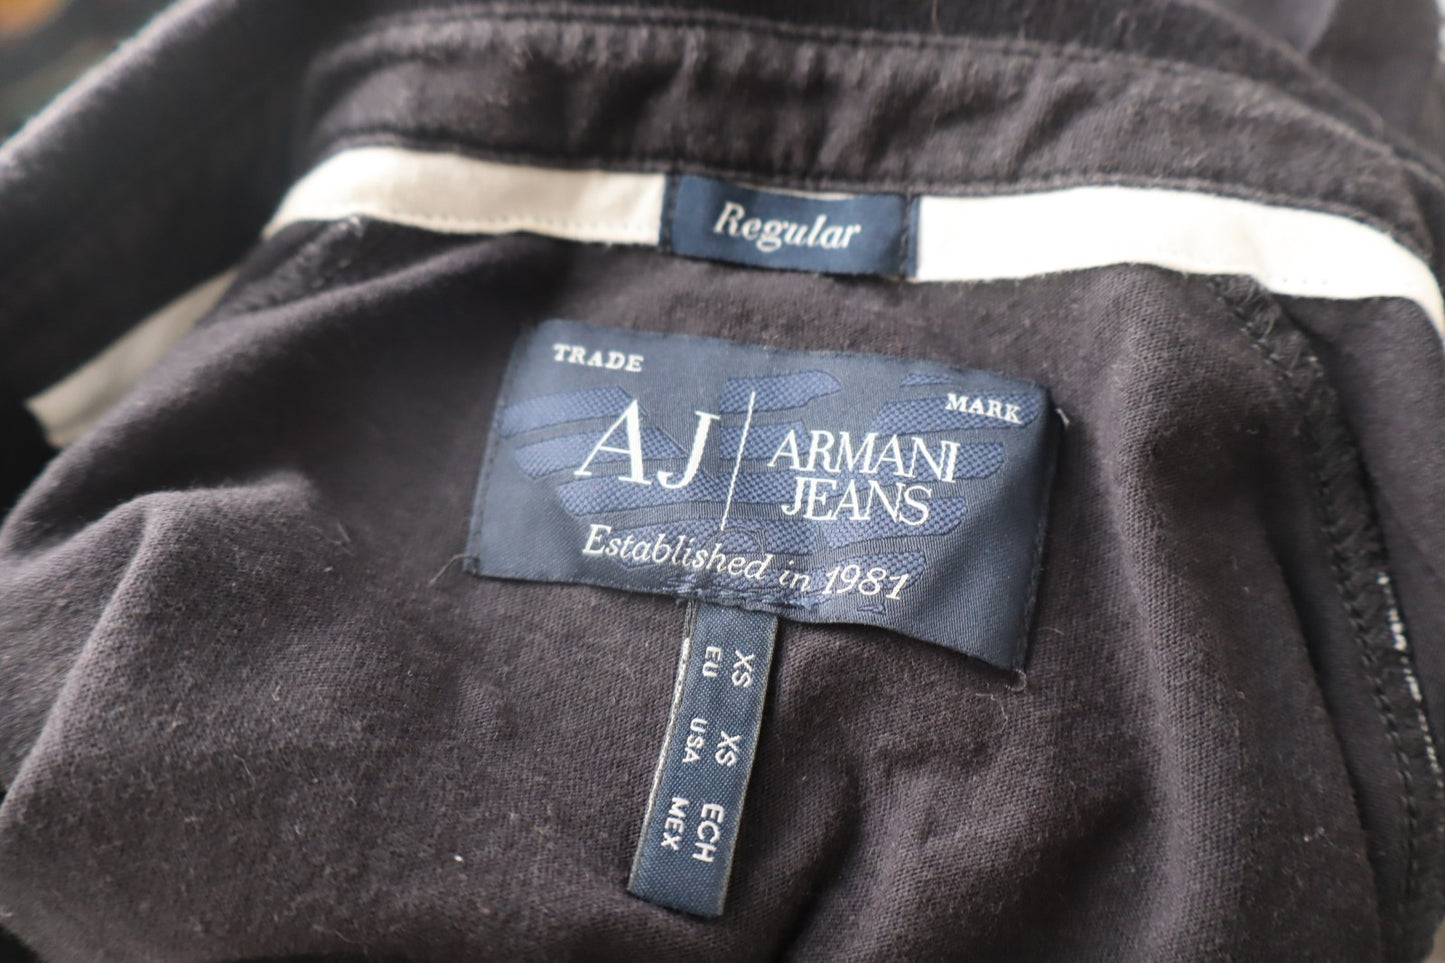 Regular
TRADE MARK
AJ ARMANI
JEANS
Established in 1981
XS XS ECH
EU USA MEX